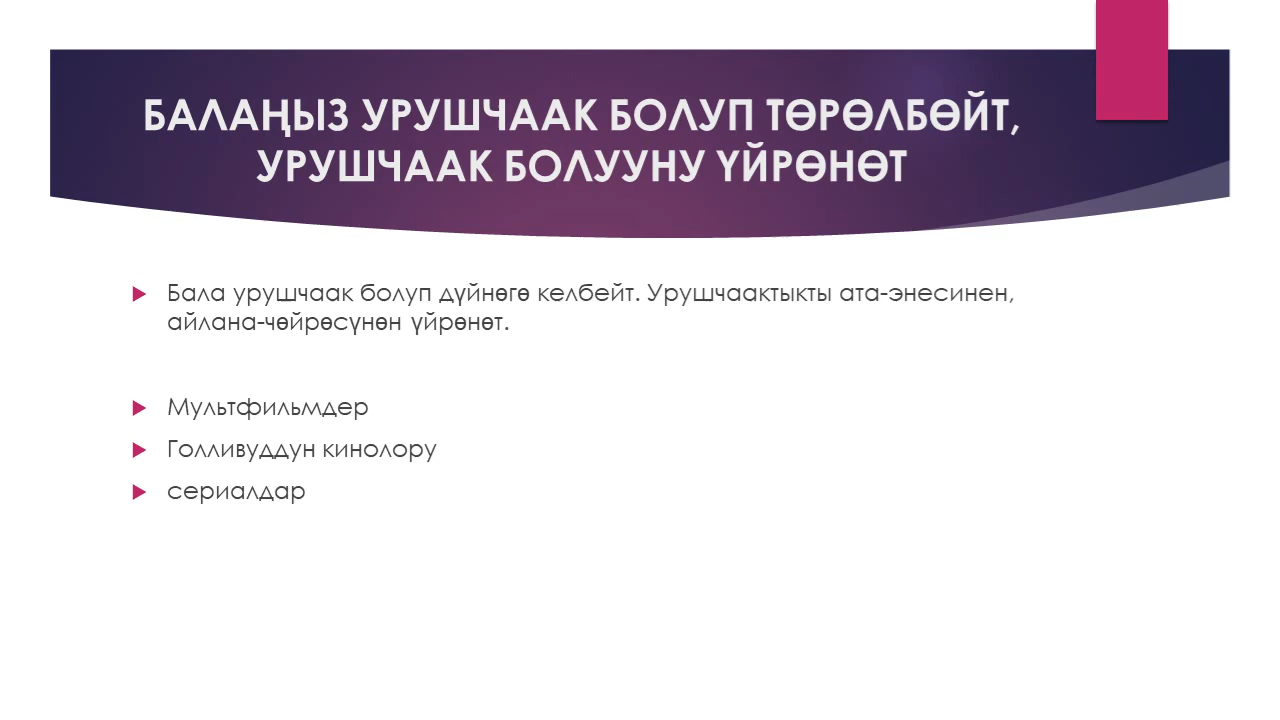 БАЛАҢЫЗ УРУШЧААК БОЛУП ТӨРӨЛБӨЙТ,
УРУШЧААК БОЛУУНУ ҮЙРӨНӨТ
Бала урушчаак болуп дүйнөгө келбейт. Урушчаактыкты ата-энесинен,
айлана-чөйрөсүнөн үйрөнөт.
Мультфильмдер
Голливуддун кинолору
сериалдар